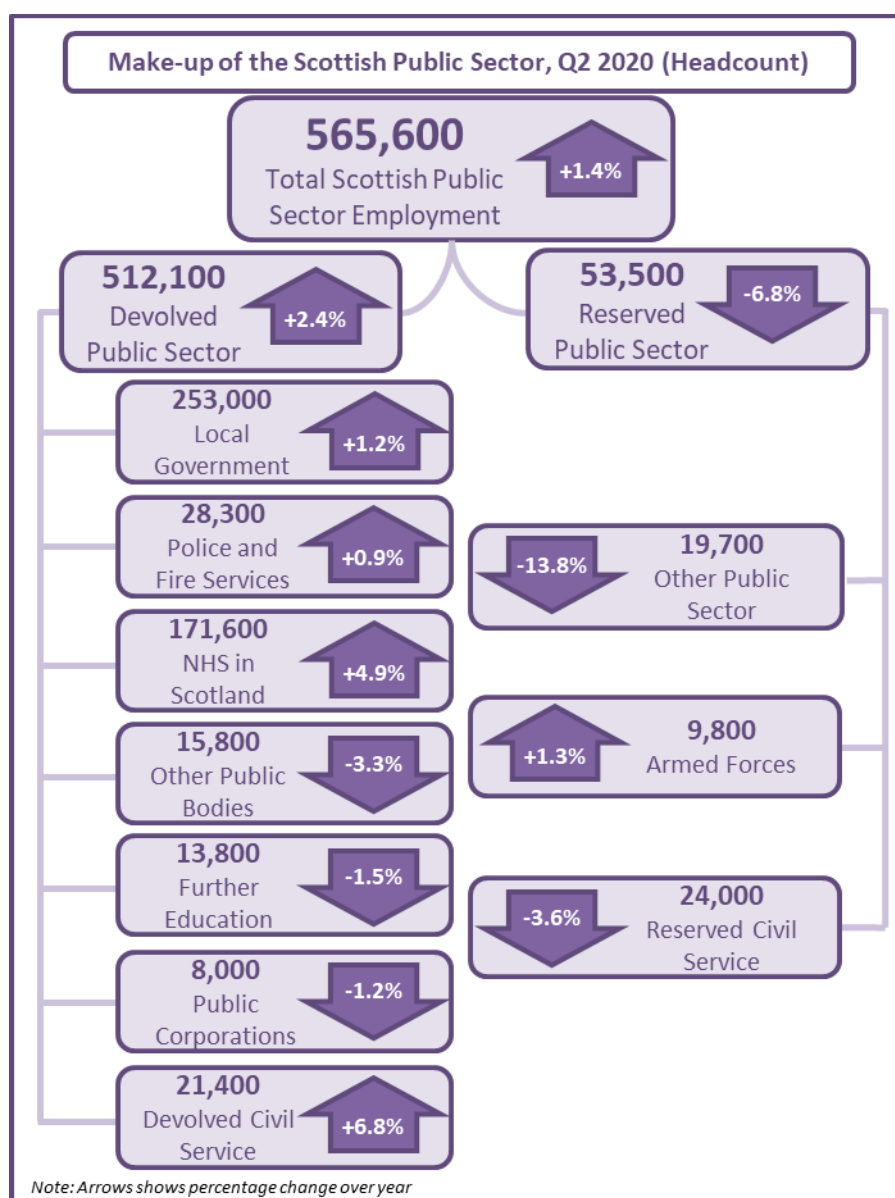 Make-up of the Scottish Public Sector, Q2 2020 (Headcount)
565,600
Total Scottish Public
Sector Employment
+1.4%
512,100
Devolved
Public Sector
+2.4%
53,500
Reserved
Public Sector
-6.8%
253,000
Local
Government
+1.2%
28,300
Police and
Fire Services
+0.9%
171,600
NHS in
Scotland
+4.9%
15,800
Other Public
Bodies
-3.3%
13,800
Further
Education
-1.5%
8,000
Public
Corporations
-1.2%
21,400
Devolved Civil
Service
+6.8%
-13.8%
19,700
Other Public
Sector
+1.3%
9,800
Armed Forces
-3.6%
24,000
Reserved Civil
Service
Note: Arrows shows percentage change over year